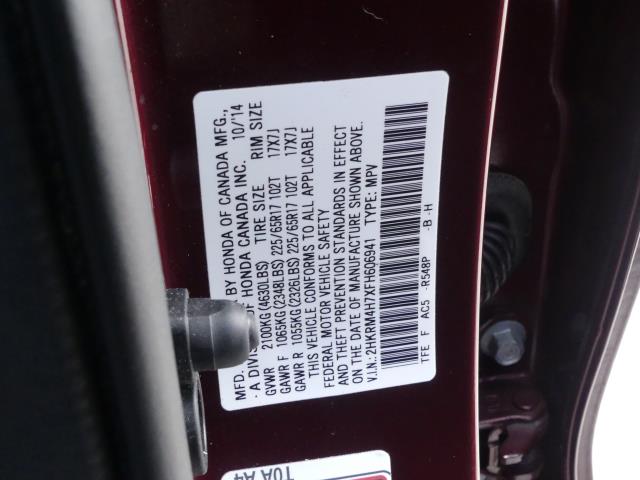 MFD. BY HONDA OF CANADA MFG., 10/'14
- A DIVIS OF HONDA CANADA INC.
GVWR 2100KG (4630LBS) TIRE SIZE RIM SIZE
GAWR F 1065KG (2348LBS) 225/65R17 102T 17X7J
GAWR R 1055KG (2326LBS) 225/65R17 102T 17X7J
THIS VEHICLE CONFORMS TO ALL APPLICABLE
FEDERAL MOTOR VEHICLE SAFETY
AND THEFT PREVENTION STANDARDS IN EFFECT
ON THE DATE OF MANUFACTURE SHOWN ABOVE.
V.I.N.: 2HKRM4H7XFH606941 TYPE: MPV
TFE F AC5 -R548P -B -H
TOA A4